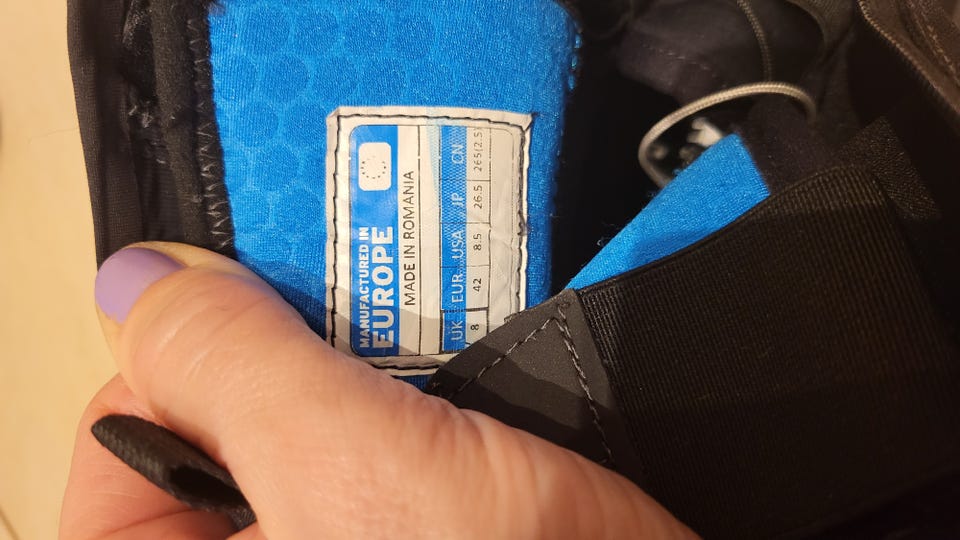 MANUFACTURED IN
EUROPE
MADE IN ROMANIA
UK EUR USA JP CN
8 42 8.5 26.5 265(2.5)